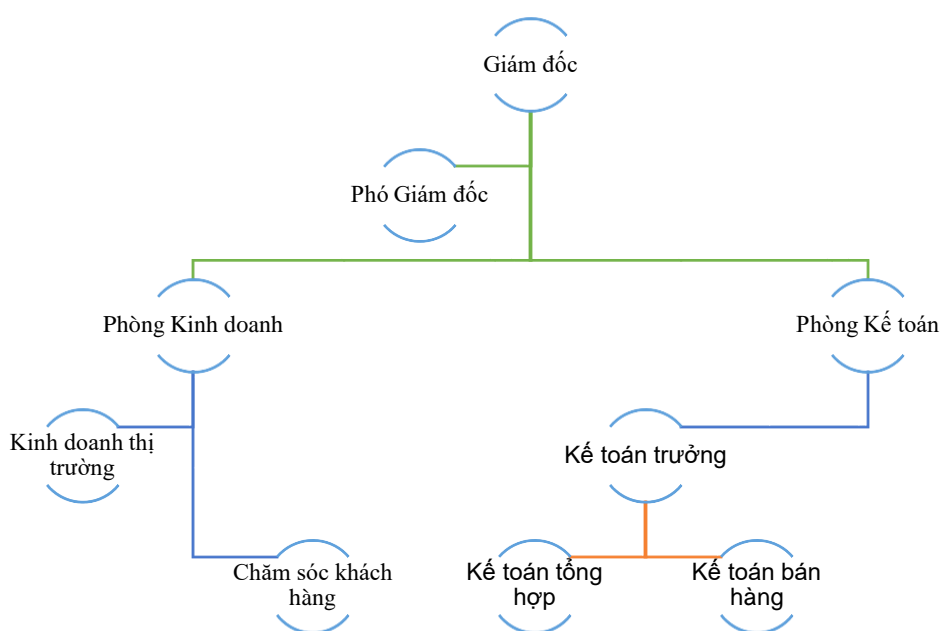 Giám đốc
Phó Giám đốc
Phòng Kinh doanh
Phòng Kế toán
Kinh doanh thị
trường
Kế toán trưởng
Chăm sóc khách
hàng
Kế toán tổng
hợp
Kế toán bán
hàng